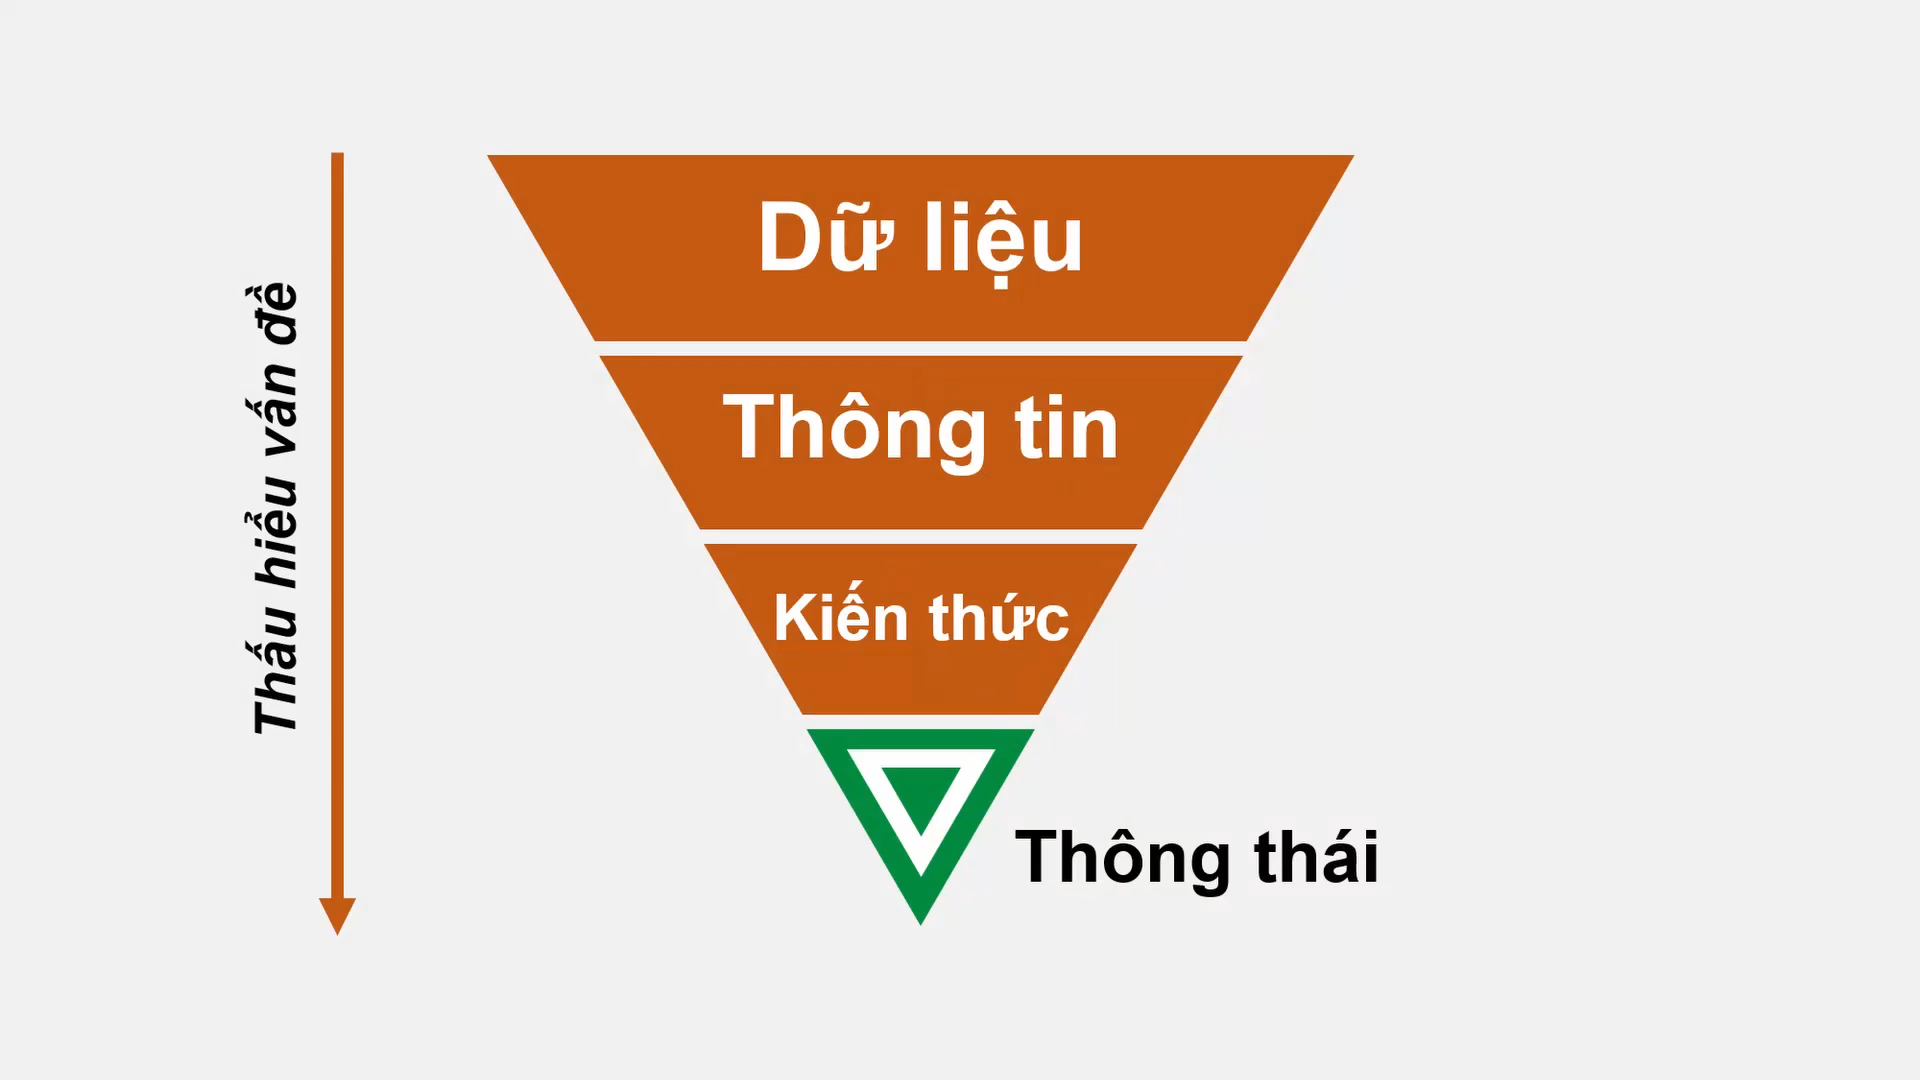 Dữ liệu
Thông tin
Kiến thức
Thông thái
Thấu hiểu vấn đề